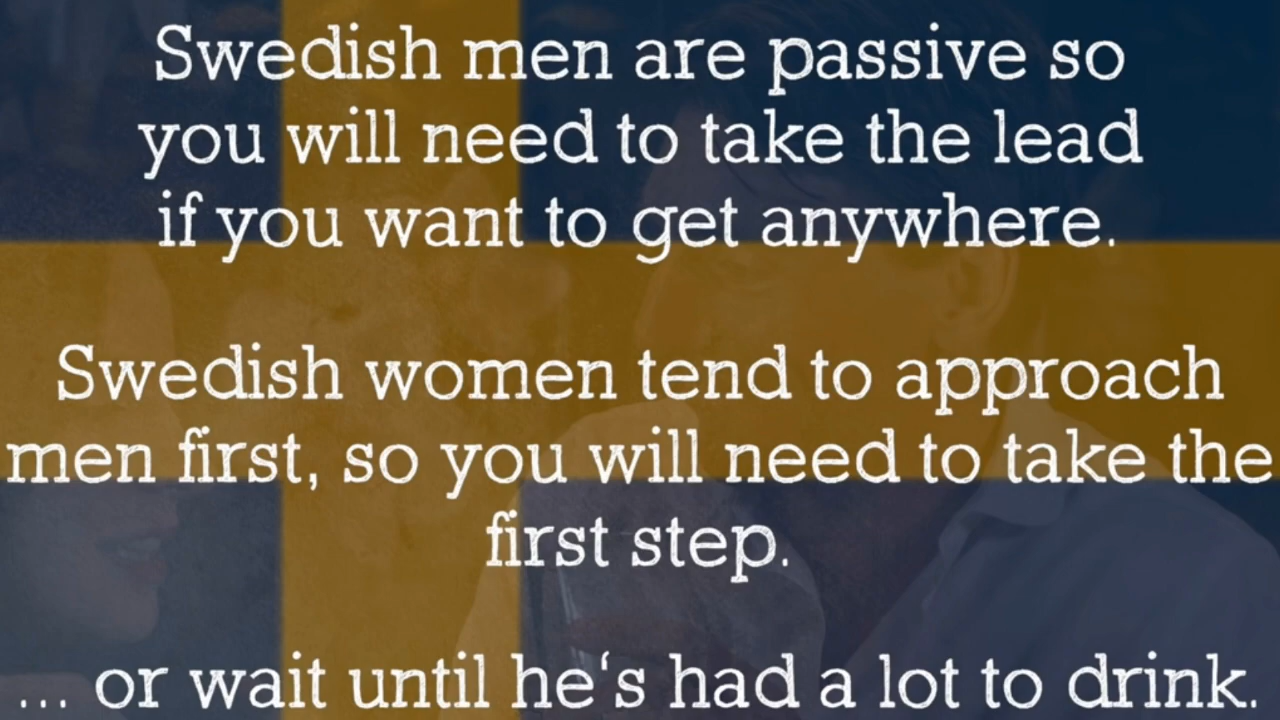 Swedish men are passive so
you will need to take the lead
if you want to get anywhere.
Swedish women tend to approach
men first, so you will need to take the
first step.
... or wait until he‘s had a lot to drink.